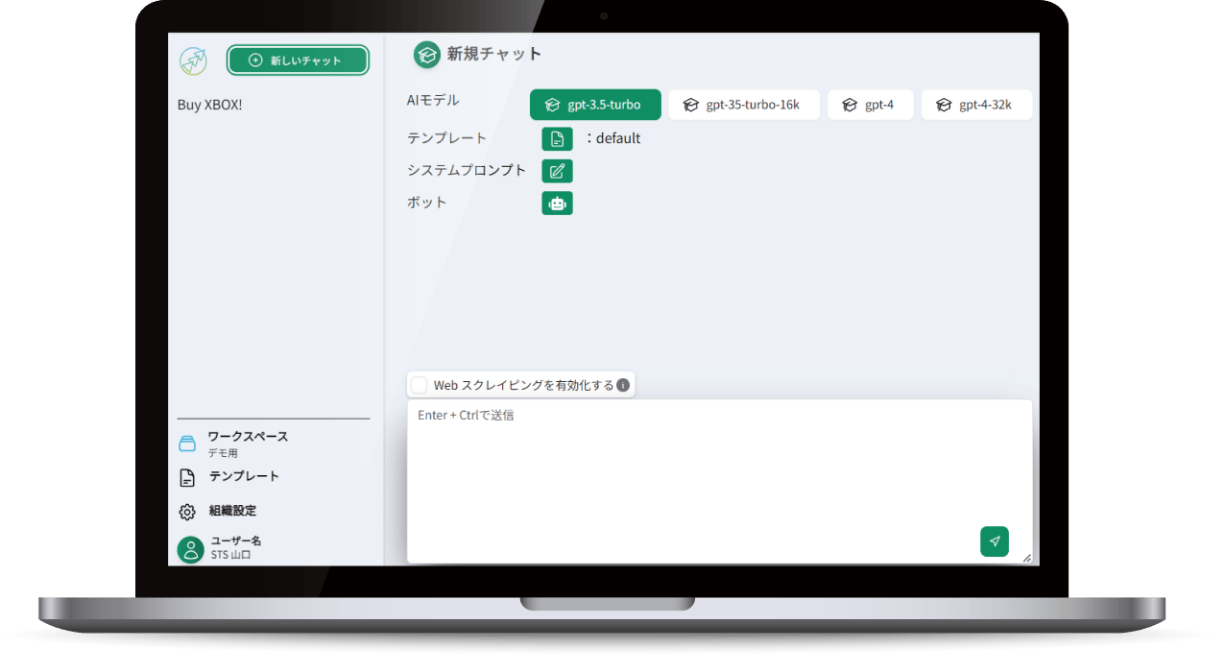 新しいチャット
Buy XBOX!
ワークスペース
デモ用
テンプレート
組織設定
ユーザー名
STS 山口
新規チャット
AIモデル gpt-3.5-turbo gpt-35-turbo-16k gpt-4 gpt-4-32k
テンプレート ：default
システムプロンプト
ボット
Web スクレイピングを有効化する
Enter + Ctrlで送信